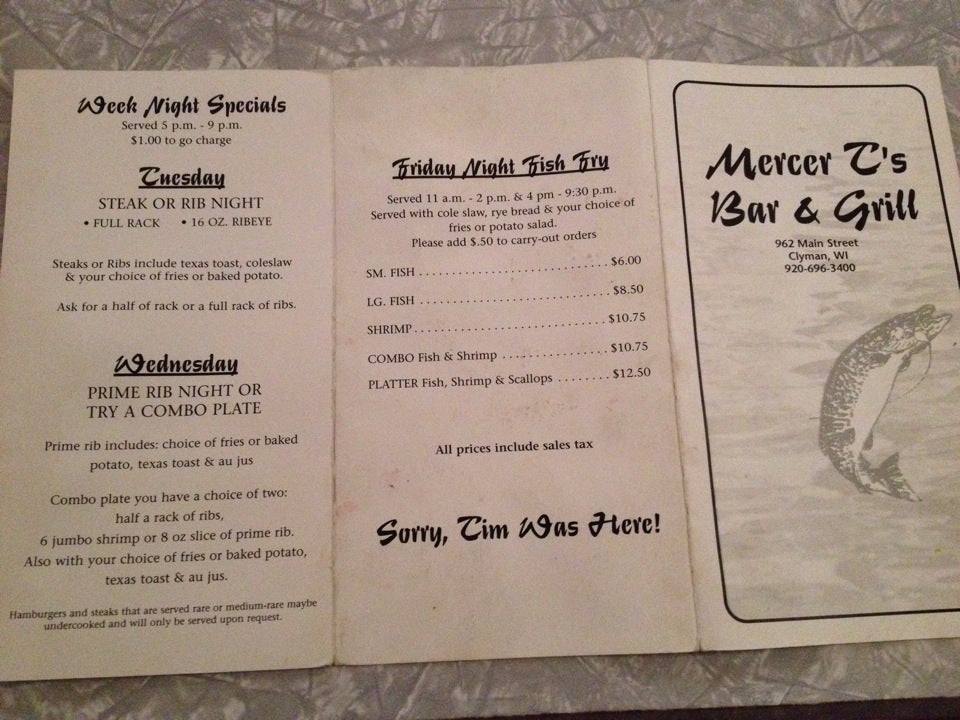 Week Night Specials
Served 5 p.m. - 9 p.m.
$1.00 to go charge
Tuesday
STEAK OR RIB NIGHT
• FULL RACK • 16 OZ. RIBEYE
Steaks or Ribs include texas toast, coleslaw
& your choice of fries or baked potato.
Ask for a half of rack or a full rack of ribs.
Wednesday
PRIME RIB NIGHT OR
TRY A COMBO PLATE
Prime rib includes: choice of fries or baked
potato, texas toast & au jus
Combo plate you have a choice of two:
half a rack of ribs,
6 jumbo shrimp or 8 oz slice of prime rib.
Also with your choice of fries or baked potato,
texas toast & au jus.
Hamburgers and steaks that are served rare or medium-rare maybe
undercooked and will only be served upon request.
Friday Night Fish Fry
Served 11 a.m. - 2 p.m. & 4 pm - 9:30 p.m.
Served with cole slaw, rye bread & your choice of
fries or potato salad.
Please add $.50 to carry-out orders
SM. FISH . . . . . . . . . . . . . . . . . . . . . . . . . . . $6.00
LG. FISH . . . . . . . . . . . . . . . . . . . . . . . . . . . $8.50
SHRIMP . . . . . . . . . . . . . . . . . . . . . . . . . . . $10.75
COMBO Fish & Shrimp . . . . . . . . . . . . . . . $10.75
PLATTER Fish, Shrimp & Scallops . . . . . . . . $12.50
All prices include sales tax
Sorry, Tim Was Here!
Mercer T's
Bar & Grill
962 Main Street
Clyman, WI
920-696-3400